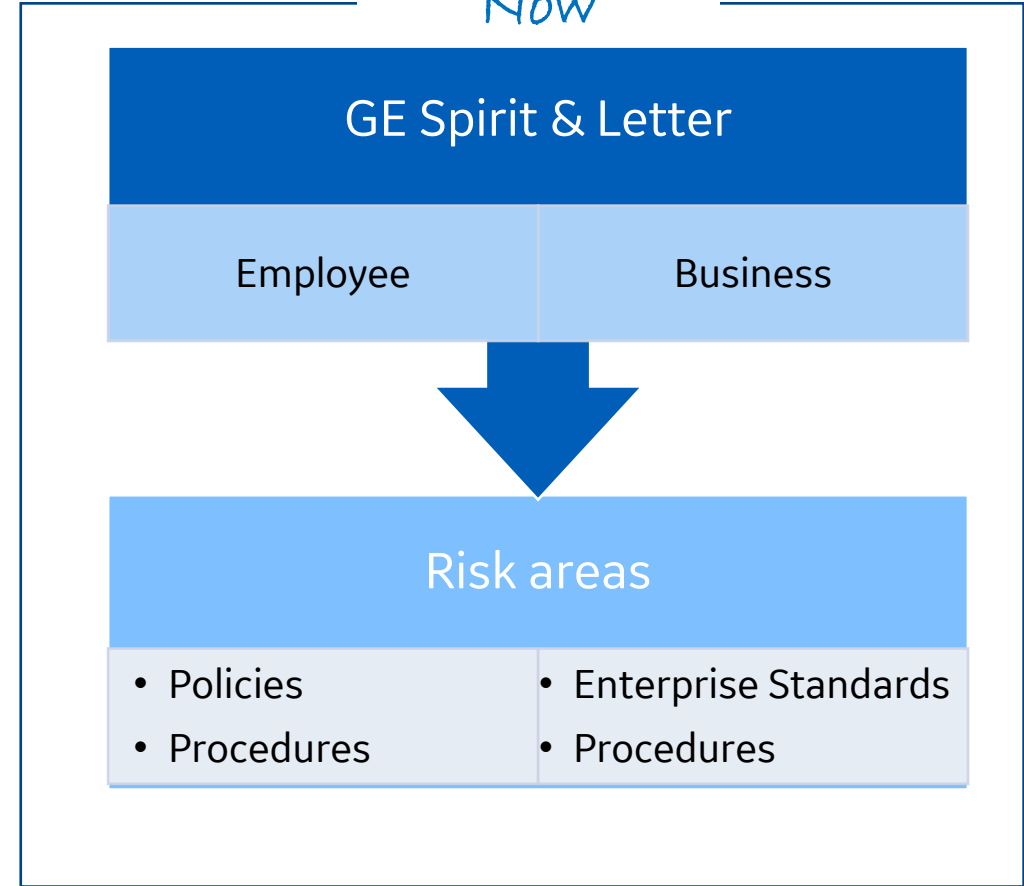 Now
GE Spirit & Letter
Employee
Business
Risk areas
• Policies
• Procedures
• Enterprise Standards
• Procedures